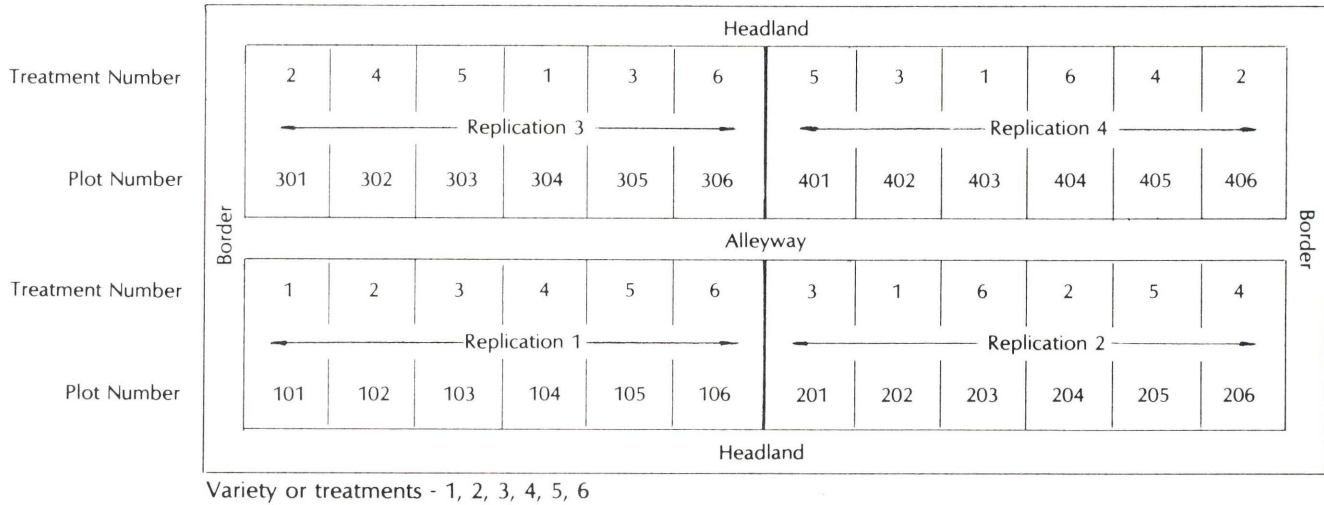 Headland
Treatment Number 2 4 5 1 3 6 5 3 1 6 4 2
Replication 3 Replication 4
Plot Number 301 302 303 304 305 306 401 402 403 404 405 406
Border
Border
Alleyway
Treatment Number 1 2 3 4 5 6 3 1 6 2 5 4
Replication 1 Replication 2
Plot Number 101 102 103 104 105 106 201 202 203 204 205 206
Headland
Variety or treatments - 1, 2, 3, 4, 5, 6